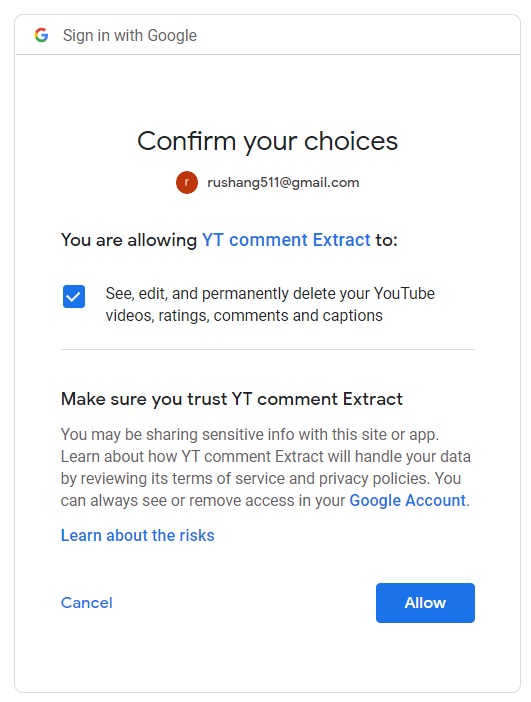 Sign in with Google
Confirm your choices
r rushang511@gmail.com
You are allowing YT comment Extract to:
See, edit, and permanently delete your YouTube
videos, ratings, comments and captions
Make sure you trust YT comment Extract
You may be sharing sensitive info with this site or app.
Learn about how YT comment Extract will handle your data
by reviewing its terms of service and privacy policies. You
can always see or remove access in your Google Account.
Learn about the risks
Cancel Allow